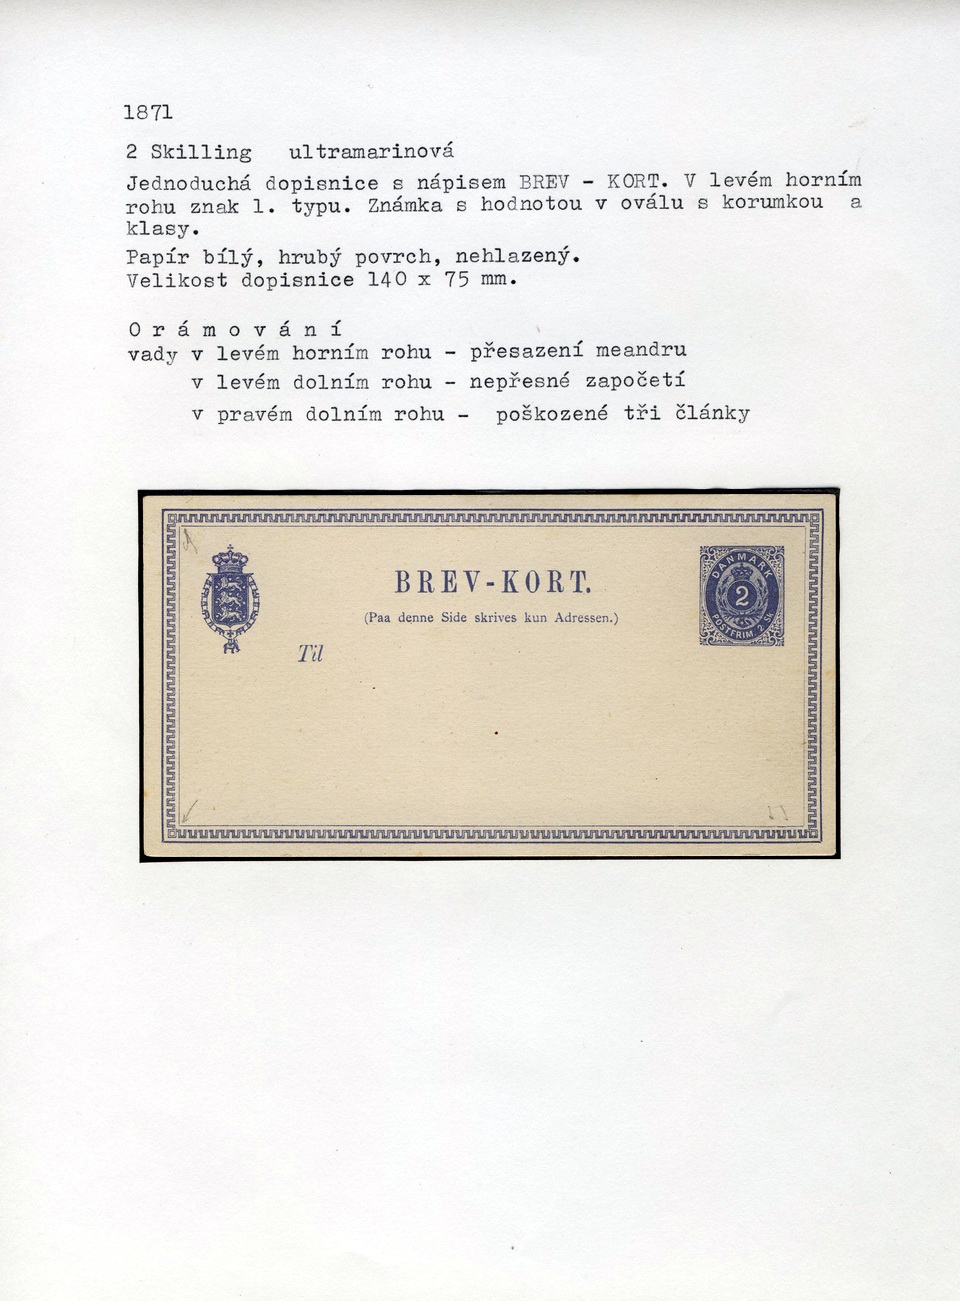 1871
2 Skilling ultramarinová
Jednoduchá dopisnice s nápisem BREV - KORT. V levém horním
rohu znak 1. typu. Známka s hodnotou v oválu s korumkou a
klasy.
Papír bílý, hrubý povrch, nehlazený.
Velikost dopisnice 140 x 75 mm.
O r á m o v á n í
vady v levém horním rohu - přesazení meandru
v levém dolním rohu - nepřesné započetí
v pravém dolním rohu - poškozené tři články
BREV-KORT.
(Paa denne Side skrives kun Adressen.)
Til
DANMARK
2
POSTFRIM. 2 SK.